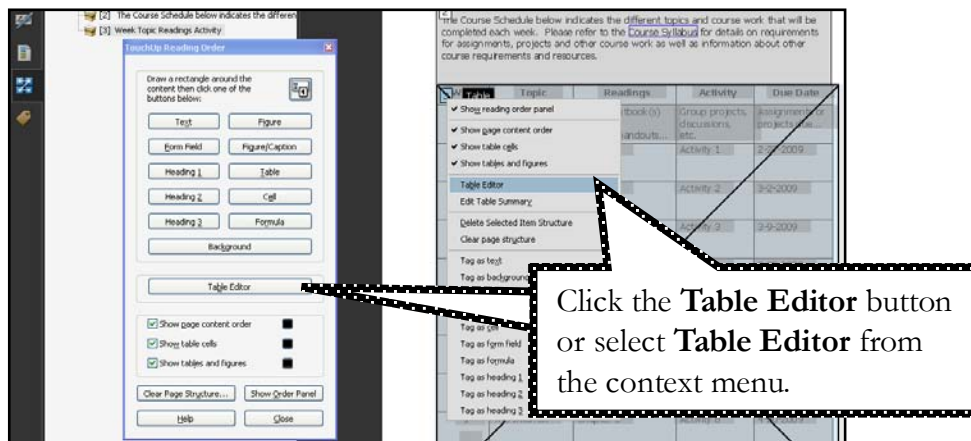 [2] The Course Schedule below indicates the differen
[3] Week Topic Readings Activity
TouchUp Reading Order
Draw a rectangle around the
content then click one of the
buttons below:
Text
Figure
Form Field
Figure/Caption
Heading 1
Table
Heading 2
Cell
Heading 3
Formula
Background
Table Editor
Show page content order
Show table cells
Show tables and figures
Clear Page Structure...
Show Order Panel
Help
Close
2
The Course Schedule below indicates the different topics and course work that will be
completed each week. Please refer to the Course Syllabus for details on requirements
for assignments, projects and other course work as well as information about other
course requirements and resources.
W Table Topic Readings Activity Due Date
Group projects,
discussions,
etc.
Assignments or
projects due ...
handouts...
Activity 1
2009
Activity 2
3-2-2009
Activity 3
3-9-2009
Show reading order panel
Show page content order
Show table cells
Show tables and figures
Table Editor
Edit Table Summary
Delete Selected Item Structure
Clear page structure
Tag as text
Tag as background
Tag as cell
Tag as form field
Tag as formula
Tag as heading 1
Tag as heading 2
Tag as heading 3
Click the Table Editor button
or select Table Editor from
the context menu.